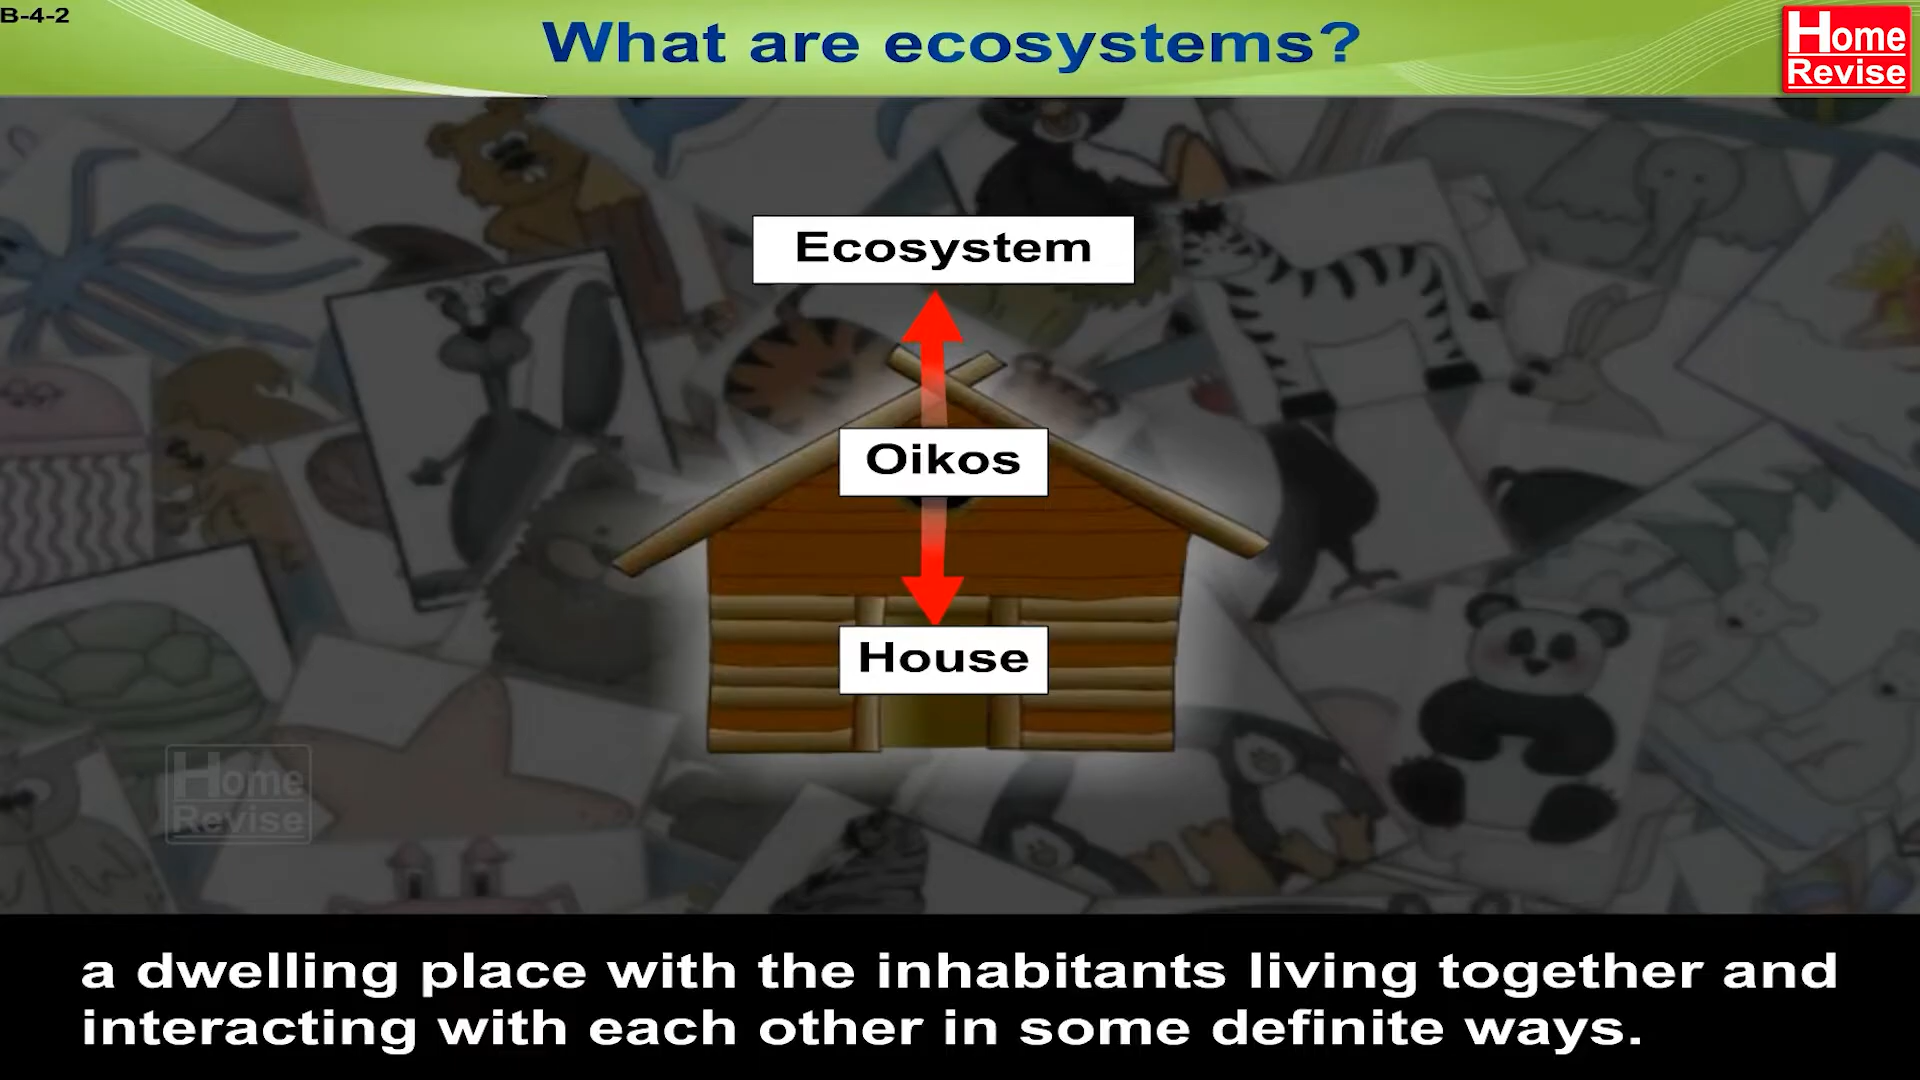 B-4-2
What are ecosystems?
Home
Revise
Ecosystem
Oikos
House
Home
Revise
a dwelling place with the inhabitants living together and
interacting with each other in some definite ways.